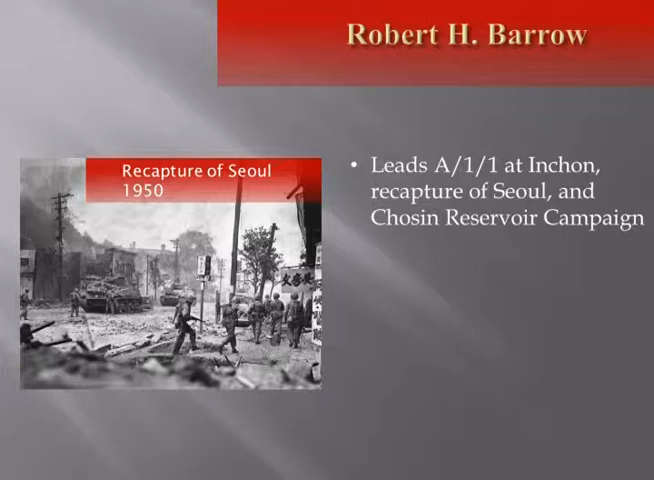 Robert H. Barrow
Recapture of Seoul
1950
• Leads A/1/1 at Inchon,
recapture of Seoul, and
Chosin Reservoir Campaign